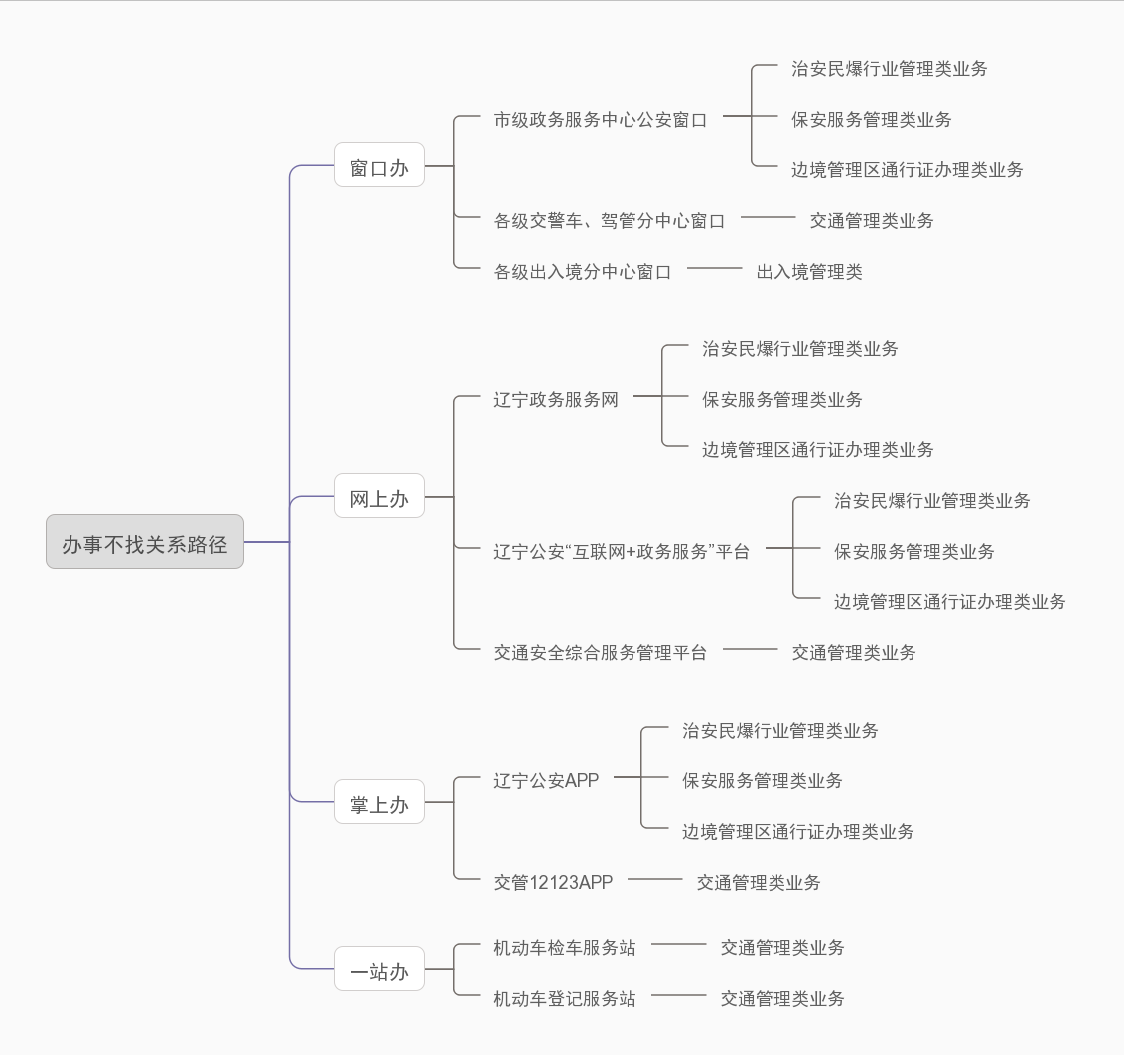 办事不找关系路径
窗口办
市级政务服务中心公安窗口
治安民爆行业管理类业务
保安服务管理类业务
边境管理区通行证办理类业务
各级交警车、驾管分中心窗口
交通管理类业务
各级出入境分中心窗口
出入境管理类
网上办
辽宁政务服务网
治安民爆行业管理类业务
保安服务管理类业务
边境管理区通行证办理类业务
辽宁公安“互联网+政务服务”平台
治安民爆行业管理类业务
保安服务管理类业务
边境管理区通行证办理类业务
交通安全综合服务管理平台
交通管理类业务
掌上办
辽宁公安APP
治安民爆行业管理类业务
保安服务管理类业务
边境管理区通行证办理类业务
交管12123APP
交通管理类业务
一站办
机动车检车服务站
交通管理类业务
机动车登记服务站
交通管理类业务